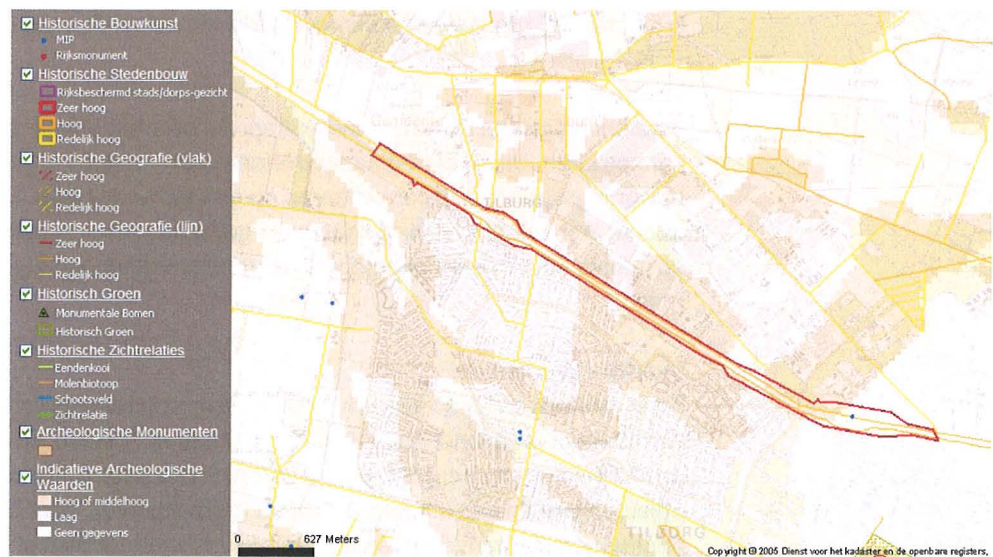 Historische Bouwkunst
MIP
Rijksmonument
Historische Stedenbouw
Rijksbeschermd stads/dorps-gezicht
Zeer hoog
Hoog
Redelijk hoog
Historische Geografie (vlak)
Zeer hoog
Hoog
Redelijk hoog
Historische Geografie (lijn)
Zeer hoog
Hoog
Redelijk hoog
Historisch Groen
Monumentale Bomen
Historisch Groen
Historische Zichtrelaties
Eendenkooi
Molenbiotoop
Schootsveld
Zichtrelatie
Archeologische Monumenten
Indicatieve Archeologische
Waarden
Hoog of middelhoog
Laag
Geen gegevens
TILBURG
TILBURG
0 627 Meters
Copyright © 2005 Dienst voor het kadaster en de openbare registers.